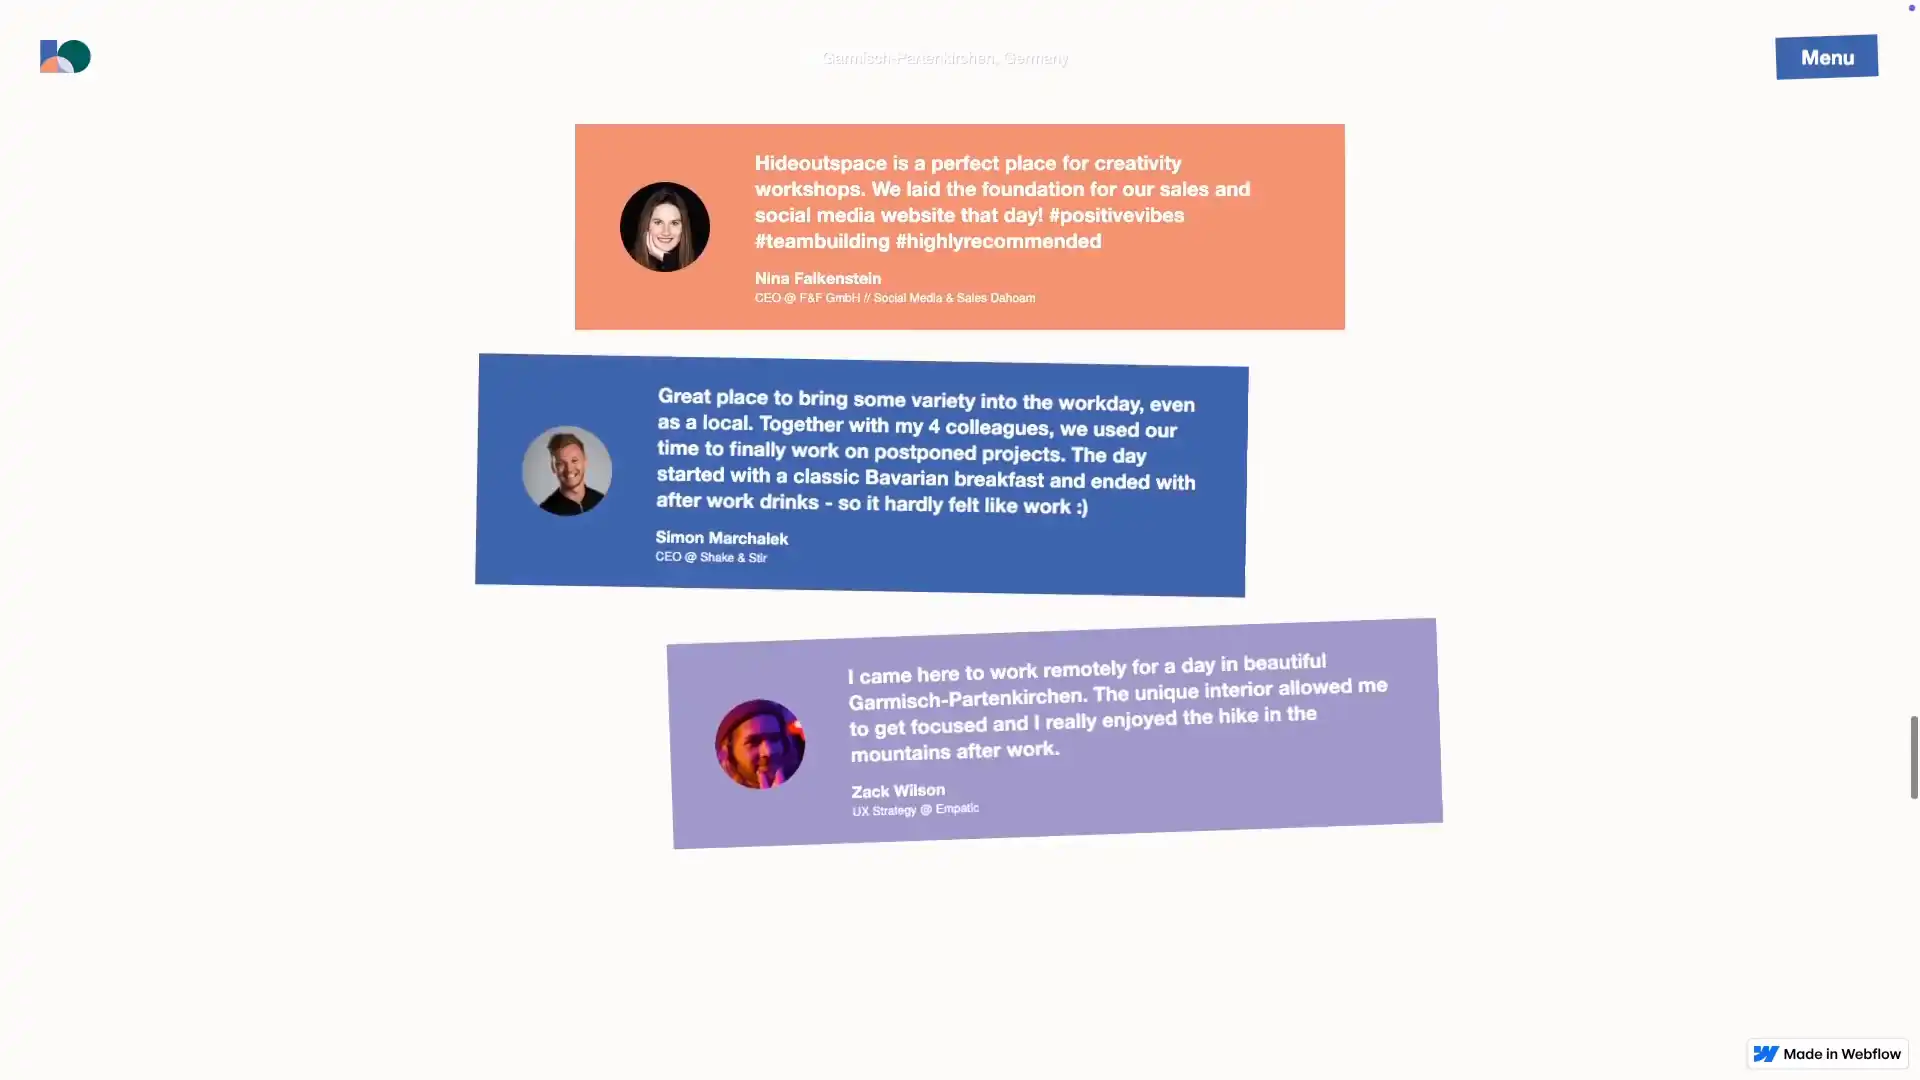 Garmisch-Partenkirchen, Germany
Menu
Hideoutspace is a perfect place for creativity
workshops. We laid the foundation for our sales and
social media website that day! #positivevibes
#teambuilding #highlyrecommended
Nina Falkenstein
CEO @ F&F GmbH // Social Media & Sales Dahoam
Great place to bring some variety into the workday, even
as a local. Together with my 4 colleagues, we used our
time to finally work on postponed projects. The day
started with a classic Bavarian breakfast and ended with
after work drinks - so it hardly felt like work :)
Simon Marchalek
CEO @ Shake & Stir
I came here to work remotely for a day in beautiful
Garmisch-Partenkirchen. The unique interior allowed me
to get focused and I really enjoyed the hike in the
mountains after work.
Zack Wilson
UX Strategy @ Empatic
Made in Webflow